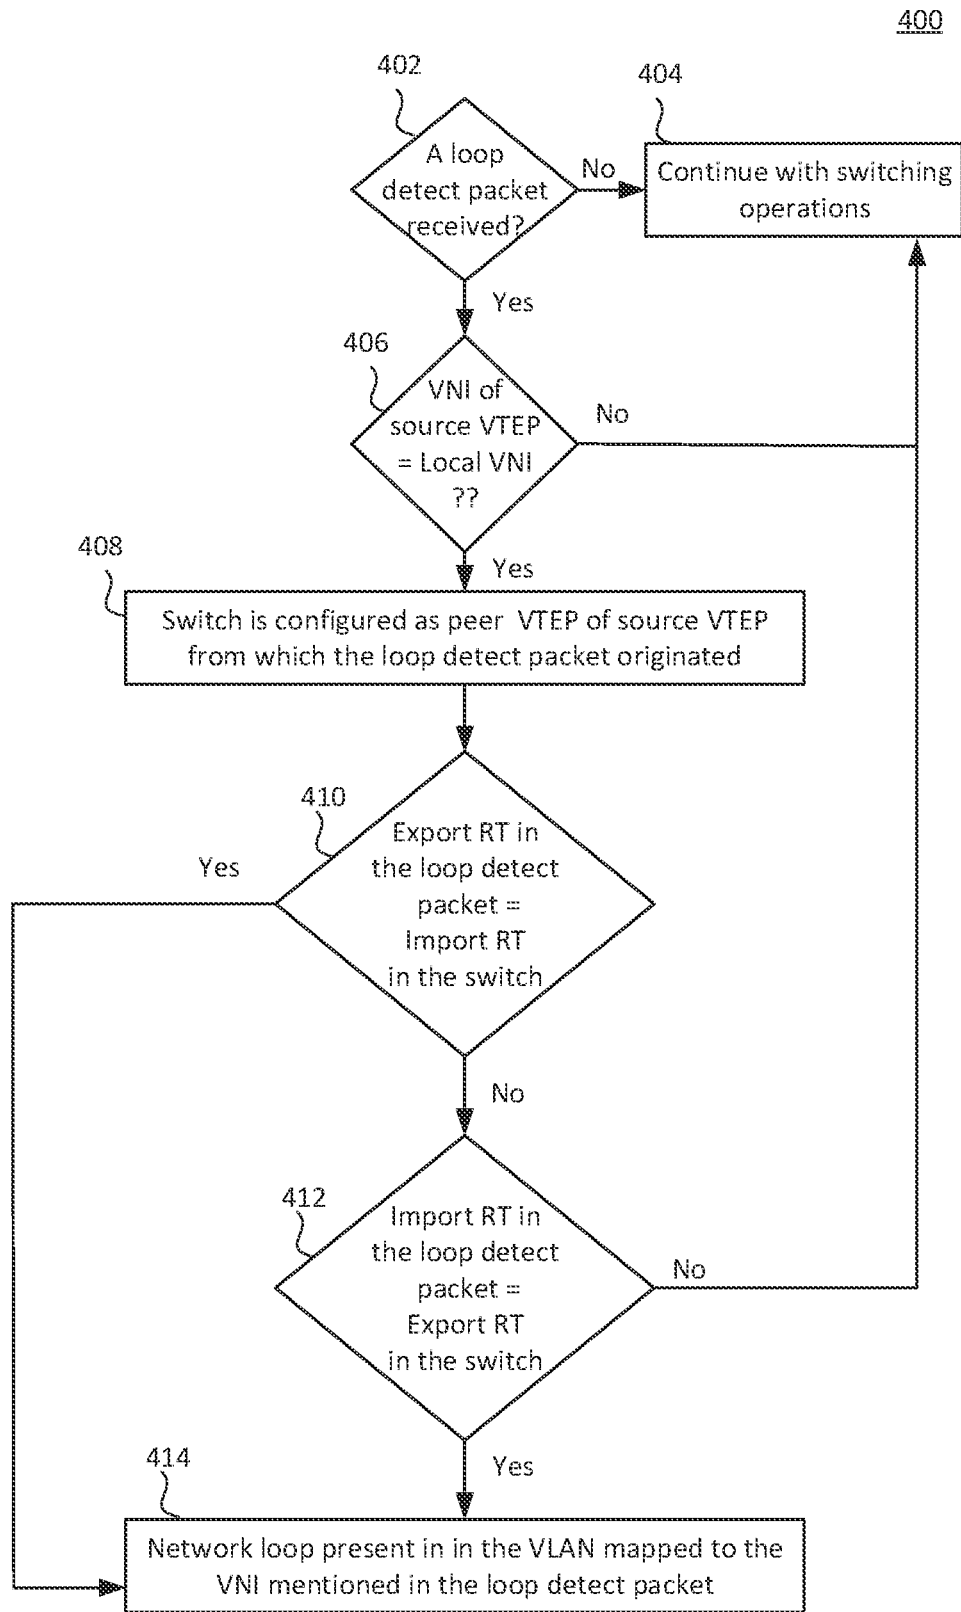 400
402
404
A loop
detect packet
received?
No
Continue with switching
operations
Yes
406
VNI of
source VTEP
= Local VNI
??
No
Yes
408
Switch is configured as peer VTEP of source VTEP
from which the loop detect packet originated
410
Export RT in
the loop detect
packet =
Import RT
in the switch
Yes
No
412
Import RT in
the loop detect
packet =
Export RT
in the switch
No
Yes
414
Network loop present in in the VLAN mapped to the
VNI mentioned in the loop detect packet